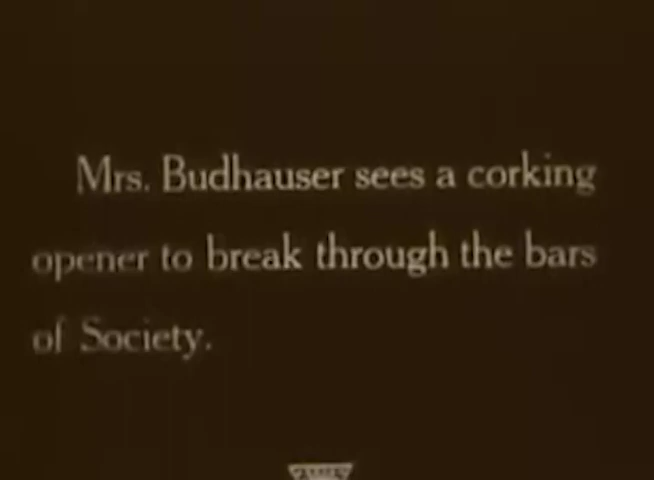 Mrs. Budhauser sees a corking
opener to break through the bars
of Society.